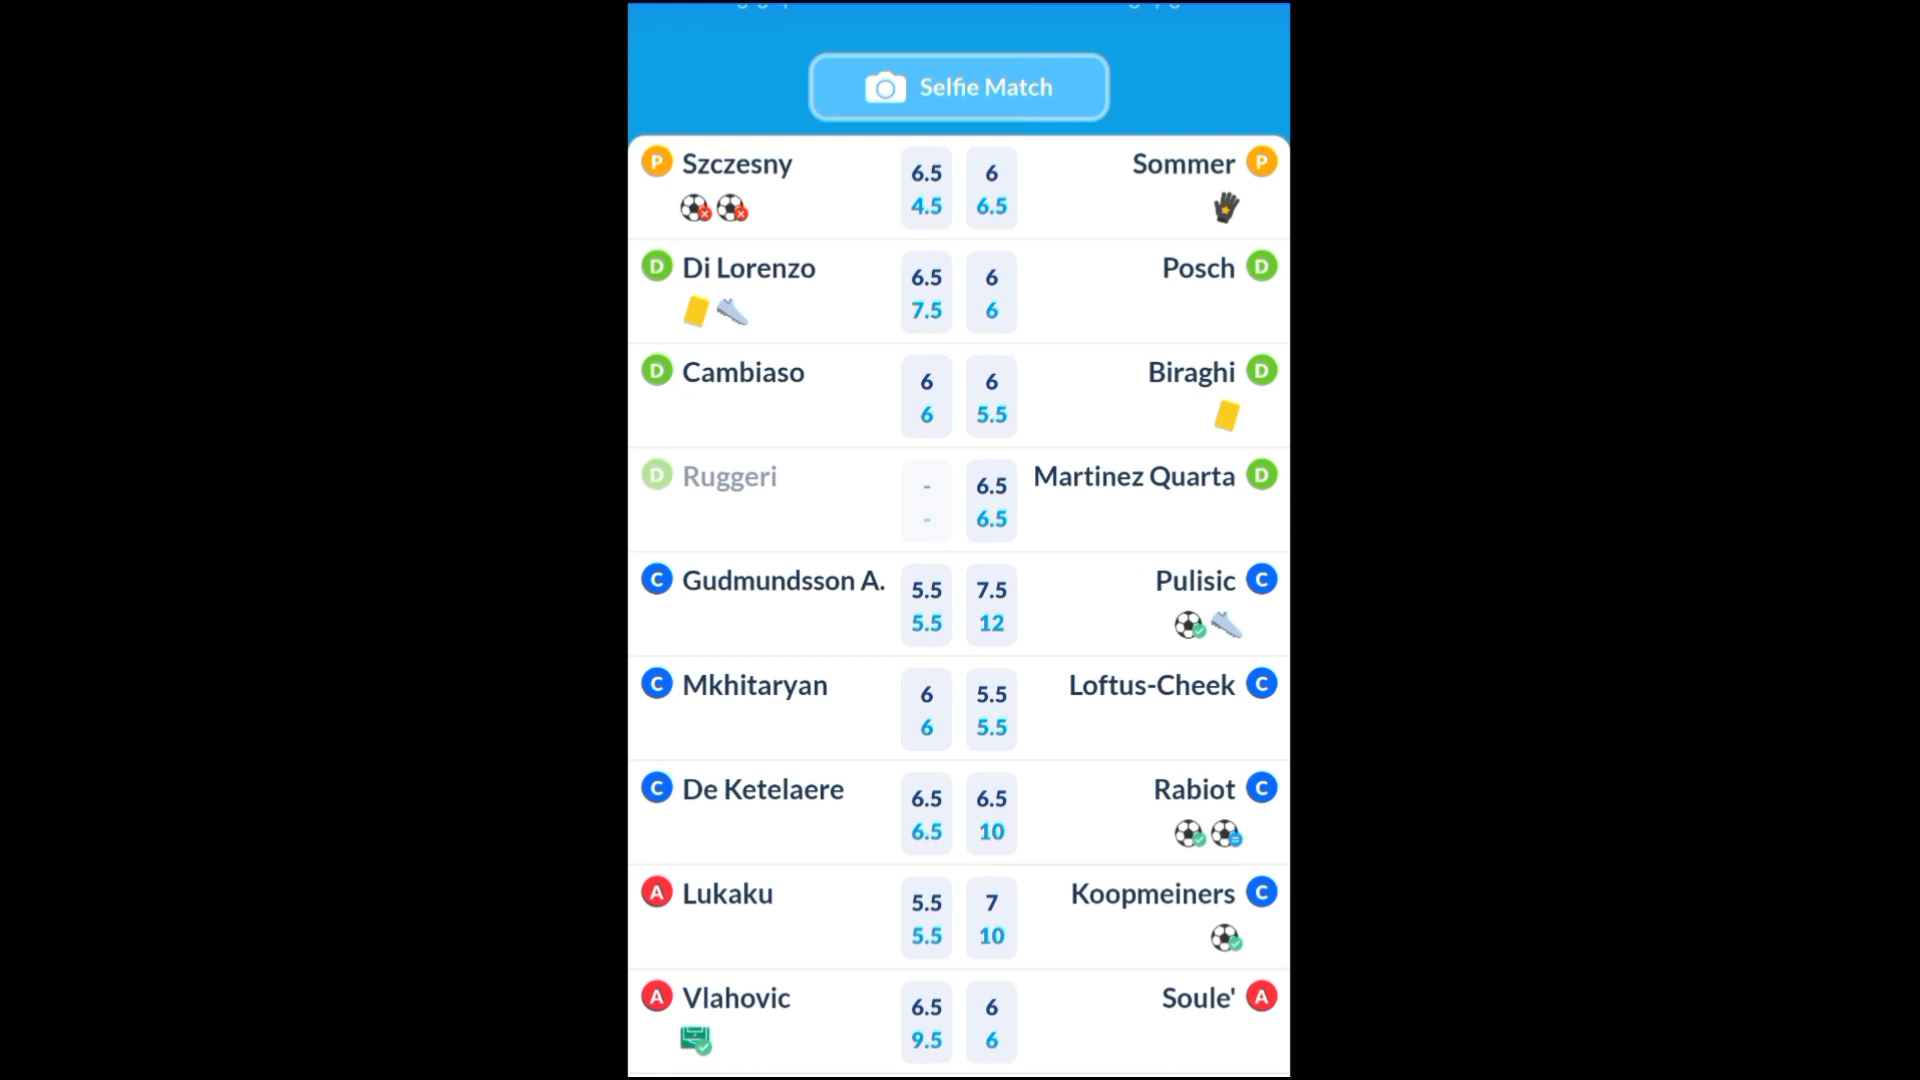 Selfie Match
P Szczesny 6.5 6 Sommer P
4.5 6.5
D Di Lorenzo 6.5 6 Posch D
7.5 6
D Cambiaso 6 6 Biraghi D
6 5.5
D Ruggeri - 6.5 Martinez Quarta D
- 6.5
C Gudmundsson A. 5.5 7.5 Pulisic C
5.5 12
C Mkhitaryan 6 5.5 Loftus-Cheek C
6 5.5
C De Ketelaere 6.5 6.5 Rabiot C
6.5 10
A Lukaku 5.5 7 Koopmeiners C
5.5 10
A Vlahovic 6.5 6 Soule' A
9.5 6